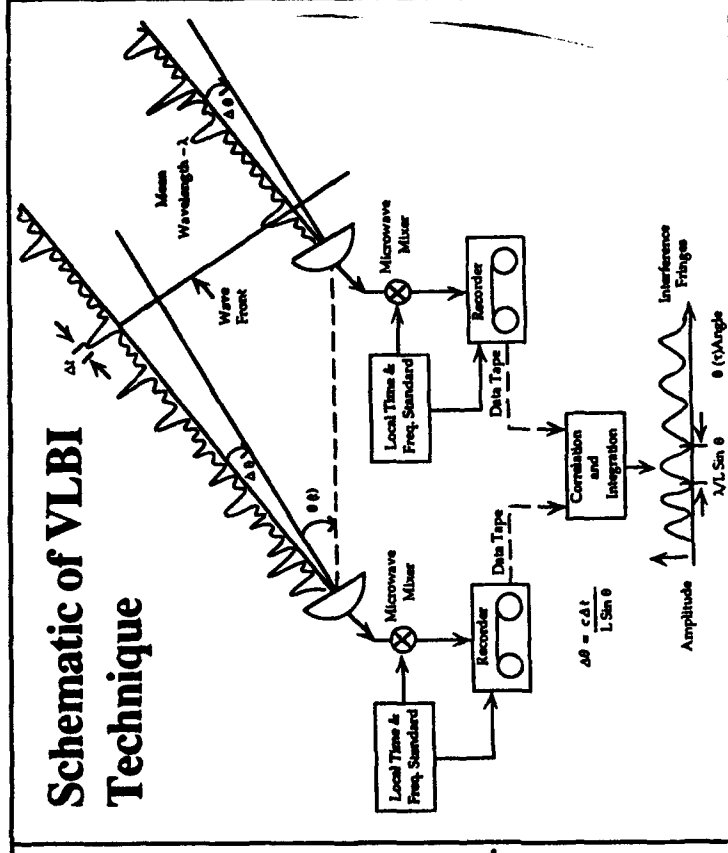 Schematic of VLBI
Technique
Δt
Wave
Front
Mean
Wavelength - λ
Δθ
Δθ
θ (t)
Microwave
Mixer
Microwave
Mixer
Local Time &
Freq. Standard
Local Time &
Freq. Standard
Recorder
Recorder
Data Tape
Data Tape
Correlation
and
Integration
Δθ = cΔt
L Sin θ
Amplitude
Interference
Fringes
λ/L Sin θ
θ (τ) Angle